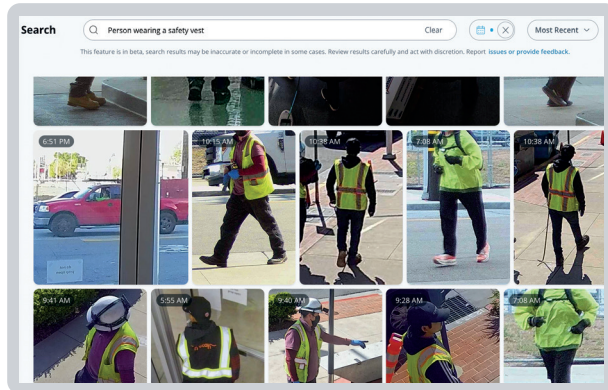 Search
Person wearing a safety vest
Clear
Most Recent
This feature is in beta, search results may be inaccurate or incomplete in some cases. Review results carefully and act with discretion. Report issues or provide feedback.
6:51 PM
10:15 AM
10:38 AM
7:08 AM
10:38 AM
9:41 AM
5:55 AM
9:40 AM
9:28 AM
7:08 AM